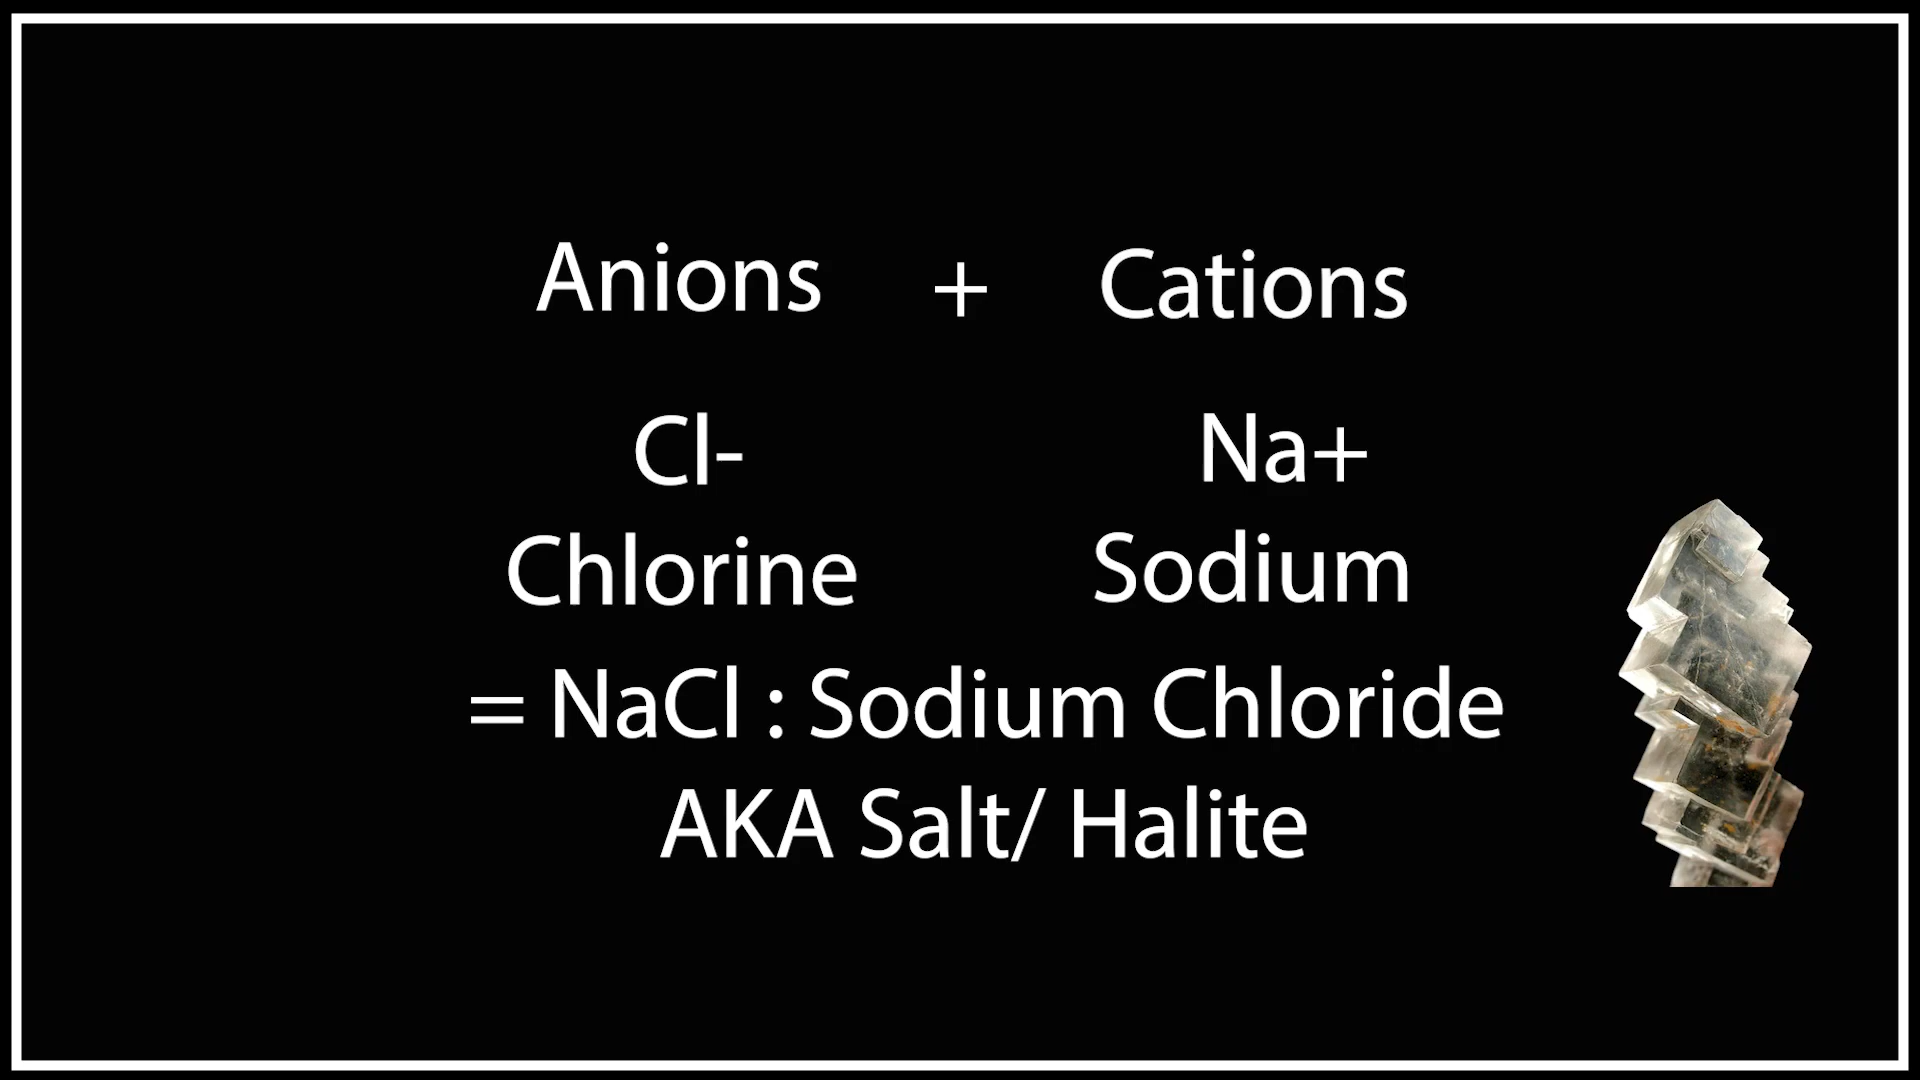 Anions + Cations
Cl- Na+
Chlorine Sodium
= NaCl : Sodium Chloride
AKA Salt/ Halite